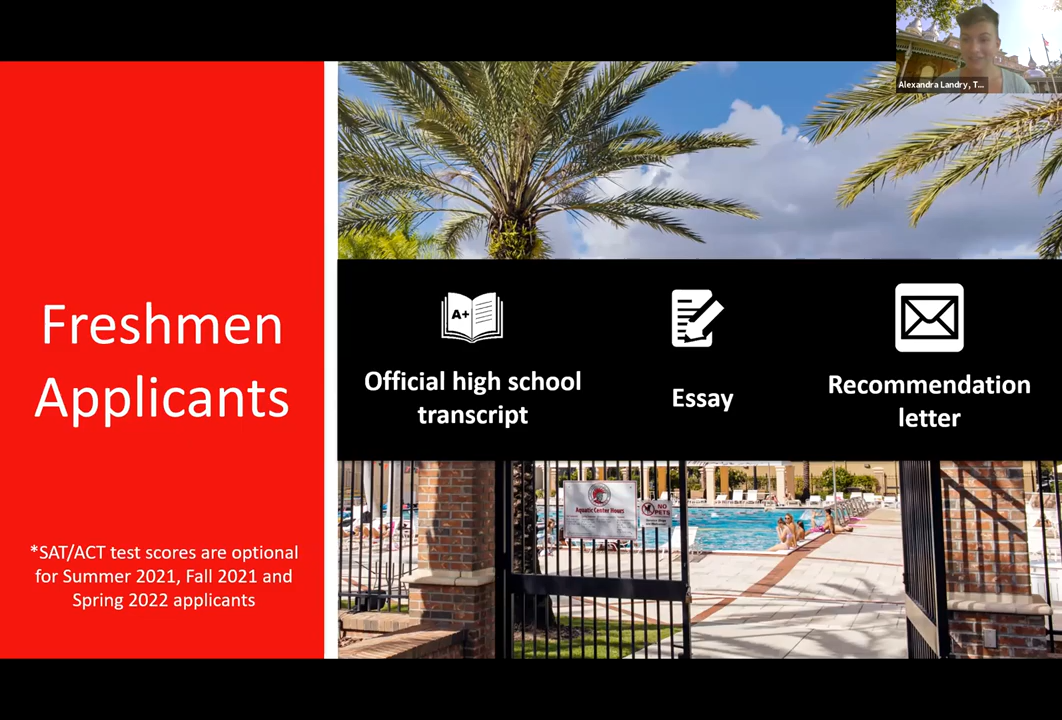 Alexandra Landry, T...
Freshmen
Applicants
*SAT/ACT test scores are optional
for Summer 2021, Fall 2021 and
Spring 2022 applicants
A+
Official high school
transcript
Essay
Recommendation
letter
Aquatic Center Hours
NO
PETS